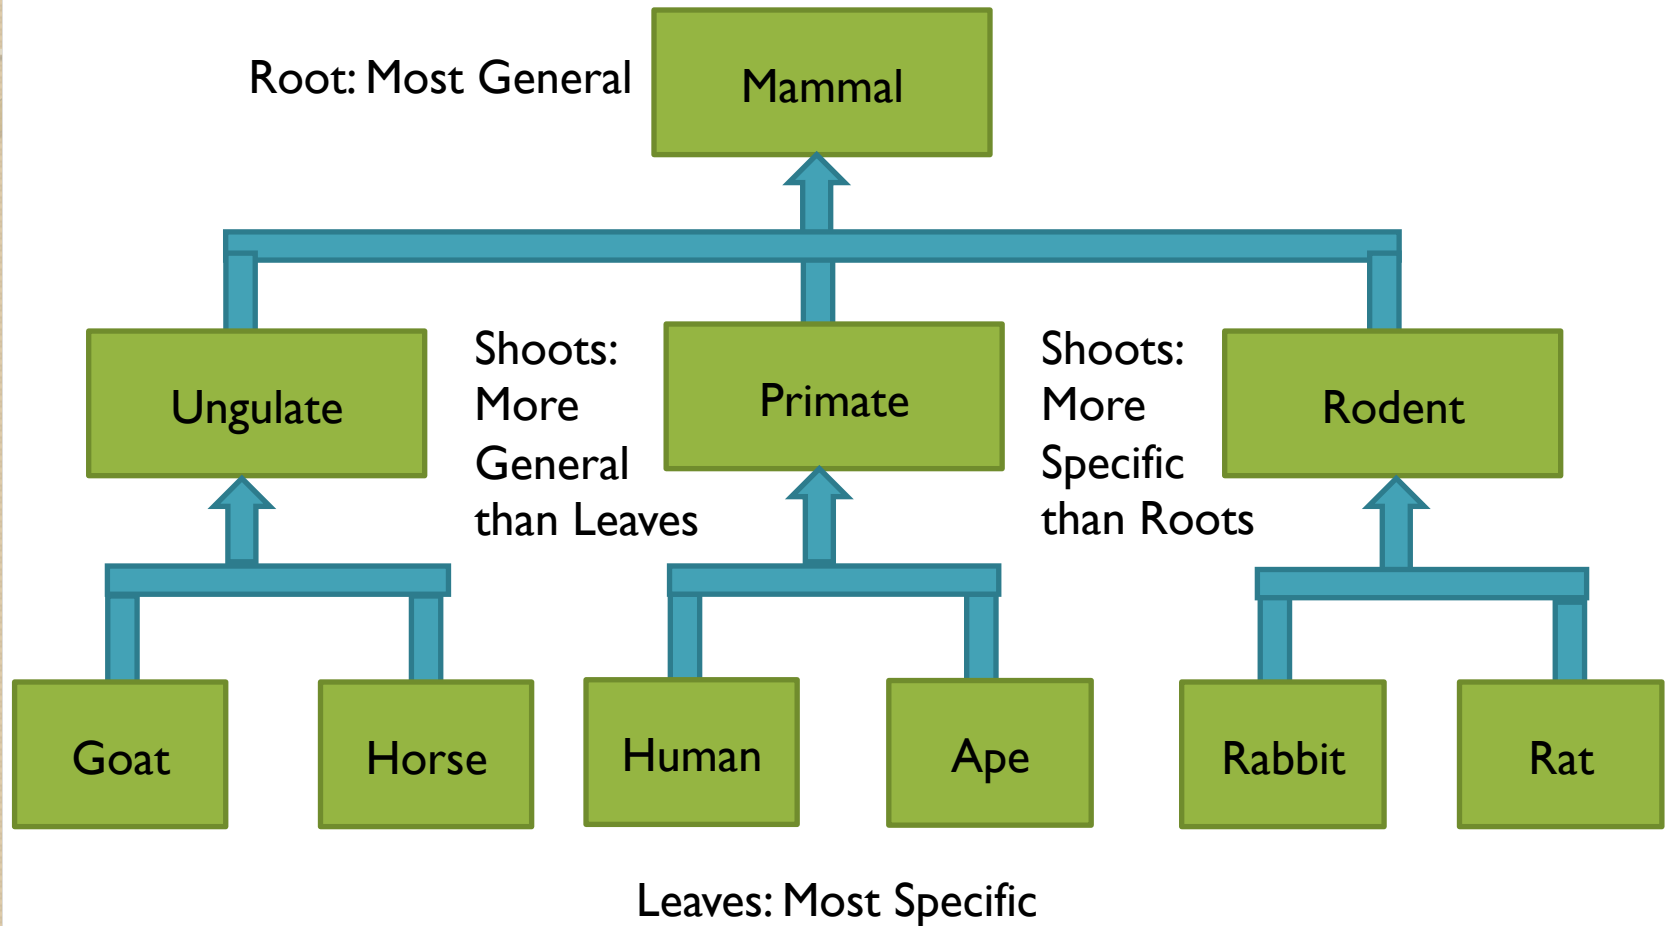 Root: Most General
Mammal
Ungulate
Shoots:
More
General
than Leaves
Primate
Shoots:
More
Specific
than Roots
Rodent
Goat
Horse
Human
Ape
Rabbit
Rat
Leaves: Most Specific